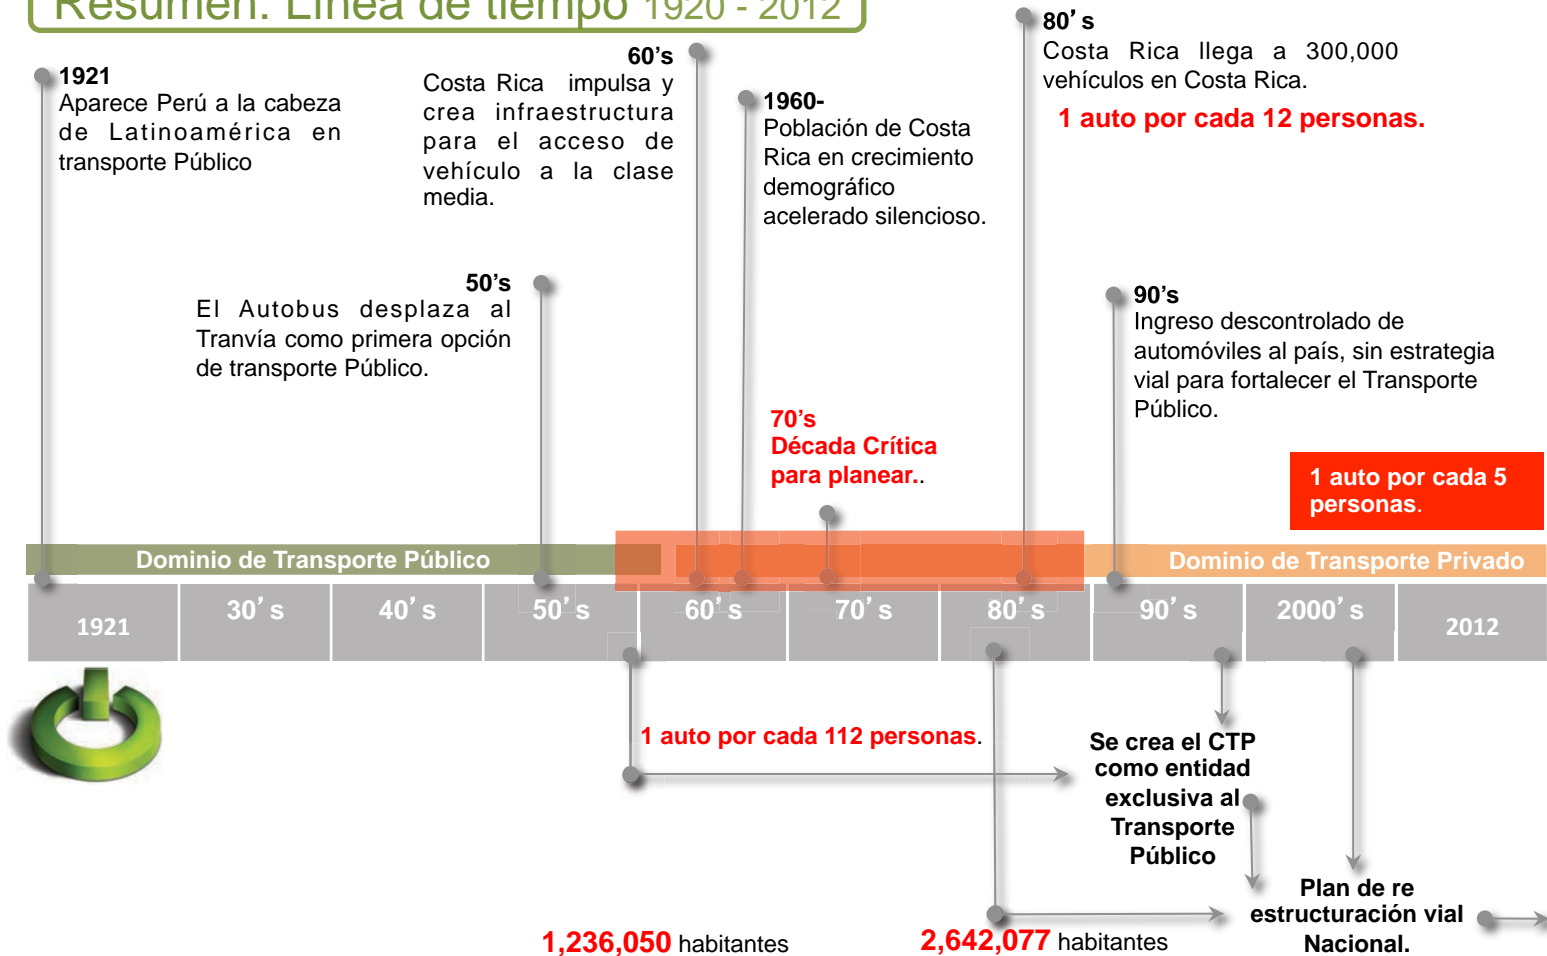 Resumen: Línea de tiempo 1920 - 2012
1921
Aparece Perú a la cabeza
de Latinoamérica en
transporte Público
60’s
Costa Rica impulsa y
crea infraestructura
para el acceso de
vehículo a la clase
media.
1960-
Población de Costa
Rica en crecimiento
demográfico
acelerado silencioso.
80’s
Costa Rica llega a 300,000
vehículos en Costa Rica.
1 auto por cada 12 personas.
50’s
El Autobus desplaza al
Tranvía como primera opción
de transporte Público.
90’s
Ingreso descontrolado de
automóviles al país, sin estrategia
vial para fortalecer el Transporte
Público.
70’s
Década Crítica
para planear..
1 auto por cada 5
personas.
Dominio de Transporte Público
Dominio de Transporte Privado
1921
30’s
40’s
50’s
60’s
70’s
80’s
90’s
2000’s
2012
1 auto por cada 112 personas.
Se crea el CTP
como entidad
exclusiva al
Transporte
Público
Plan de re
estructuración vial
Nacional.
1,236,050 habitantes
2,642,077 habitantes